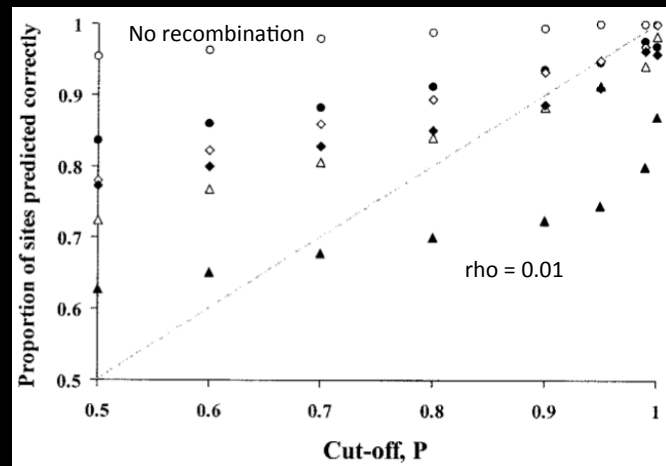 No recombination
rho = 0.01
Proportion of sites predicted correctly
1
0.9
0.8
0.7
0.6
0.5
0.5 0.6 0.7 0.8 0.9 1
Cut-off, P